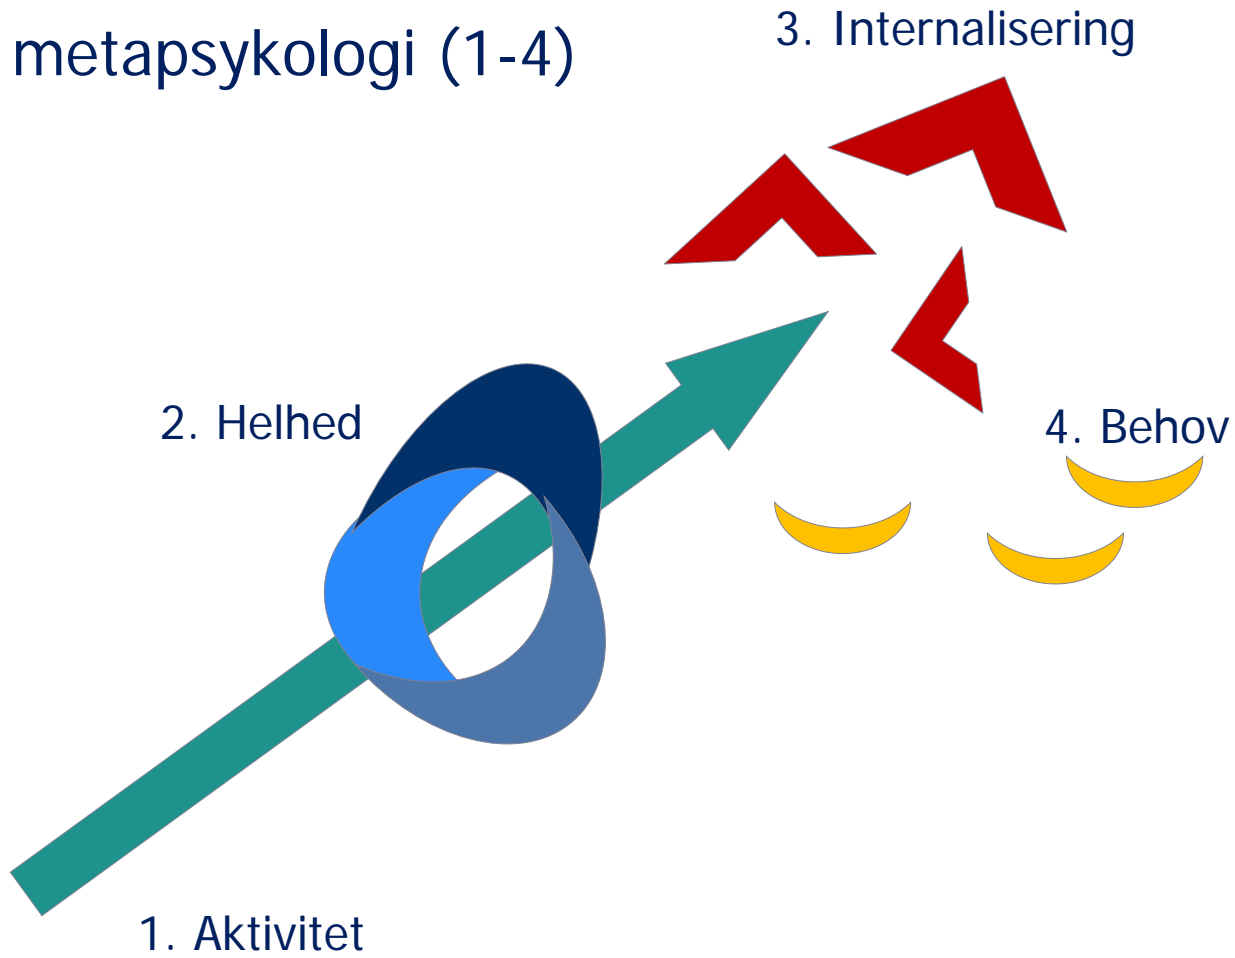 metapsykologi (1-4)
3. Internalisering
2. Helhed
4. Behov
1. Aktivitet